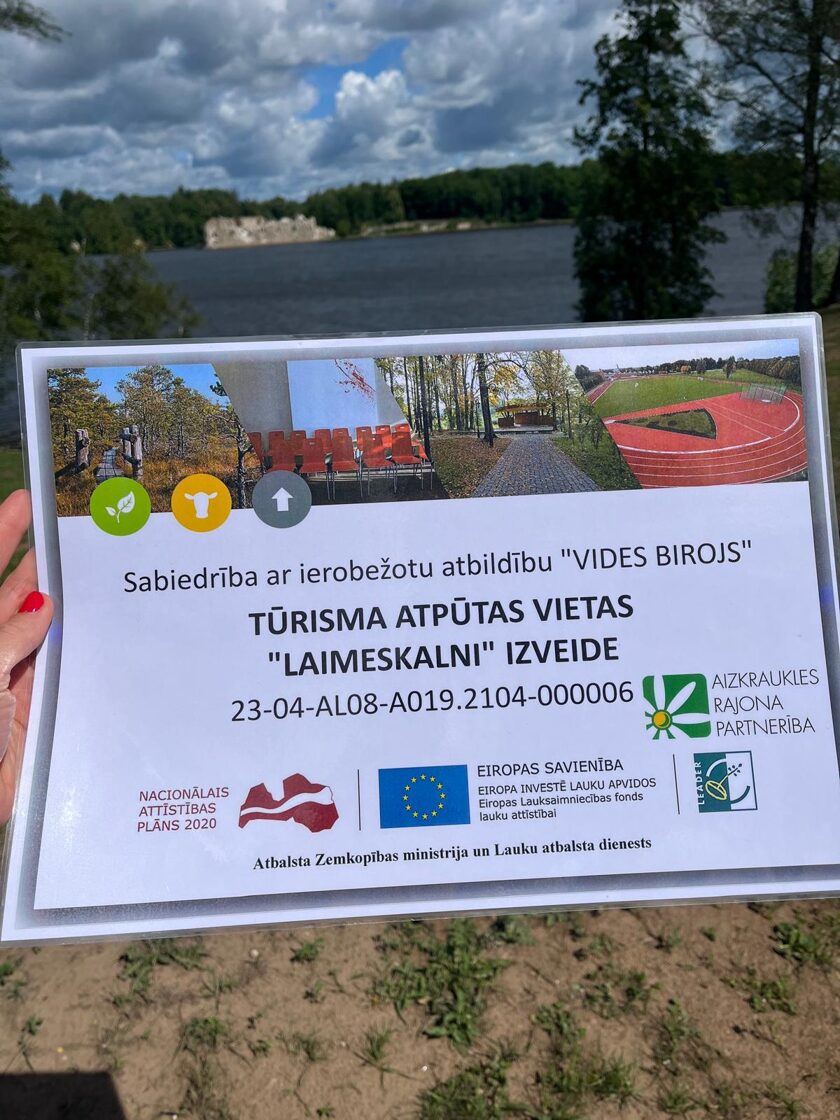 Sabiedrība ar ierobežotu atbildību "VIDES BIROJS"
TŪRISMA ATPŪTAS VIETAS
"LAIMESKALNI" IZVEIDE
23-04-AL08-A019.2104-000006
AIZKRAUKLES
RAJONA
PARTNERĪBA
NACIONĀLAIS
ATTĪSTĪBAS
PLĀNS 2020
EIROPAS SAVIENĪBA
EIROPA INVESTĒ LAUKU APVIDOS
Eiropas Lauksaimniecības fonds
lauku attīstībai
LEADER
Atbalsta Zemkopības ministrija un Lauku atbalsta dienests